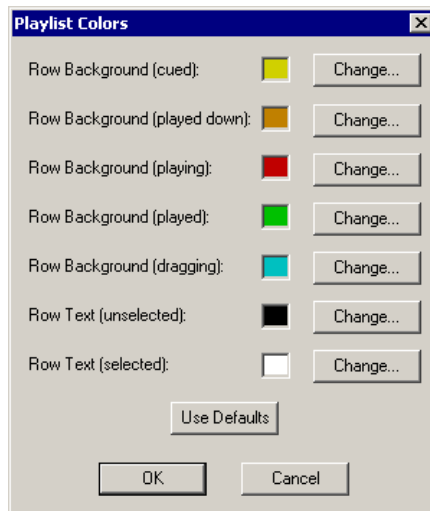 Playlist Colors
Row Background (cued): Change...
Row Background (played down): Change...
Row Background (playing): Change...
Row Background (played): Change...
Row Background (dragging): Change...
Row Text (unselected): Change...
Row Text (selected): Change...
Use Defaults
OK Cancel